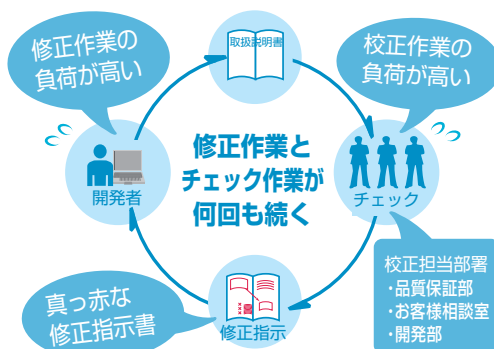 修正作業の
負荷が高い
取扱説明書
校正作業の
負荷が高い
修正作業と
チェック作業が
何回も続く
開発者
チェック
真っ赤な
修正指示書
修正指示
校正担当部署
・品質保証部
・お客様相談室
・開発部